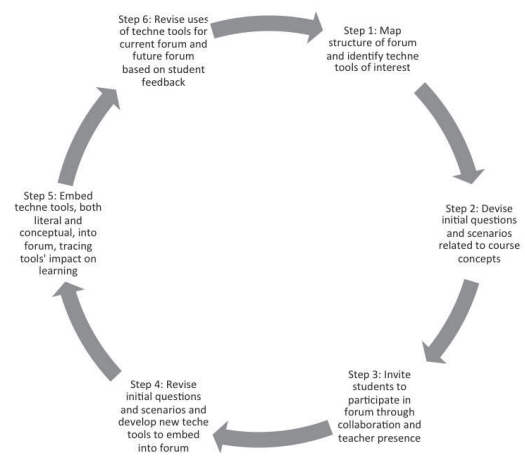 Step 1: Map
structure of forum
and identify techne
tools of interest
Step 2: Devise
initial questions
and scenarios
related to course
concepts
Step 3: Invite
students to
participate in
forum through
collaboration and
teacher presence
Step 4: Revise
initial questions
and scenarios and
develop new teche
tools to embed
into forum
Step 5: Embed
techne tools, both
literal and
conceptual, into
forum, tracing
tools' impact on
learning
Step 6: Revise uses
of techne tools for
current forum and
future forum
based on student
feedback